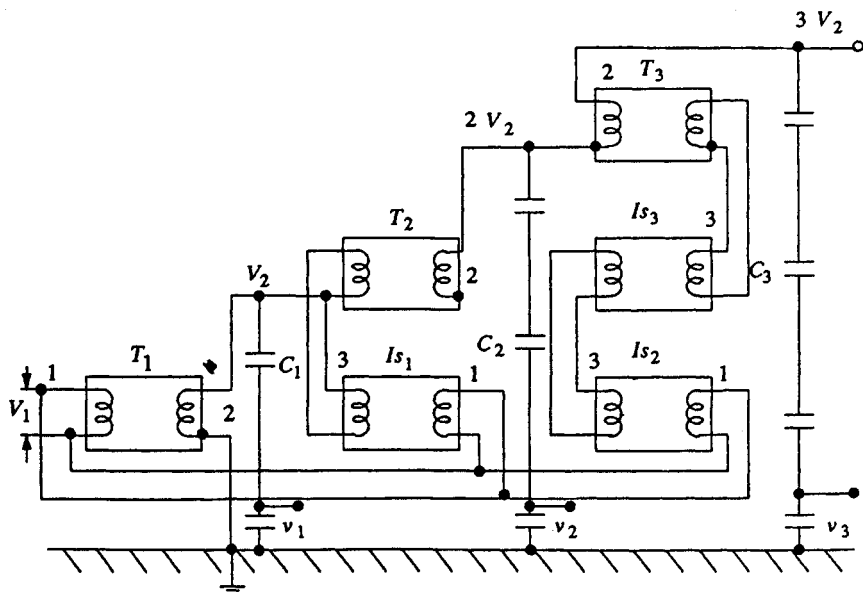 3 V₂
2 T₃
2 V₂
T₂ Is₃ 3
V₂ 2 C₃
T₁ C₁ 3 Is₁ 1 C₂ 3 Is₂ 1
1
V₁ 2
v₁ v₂ v₃